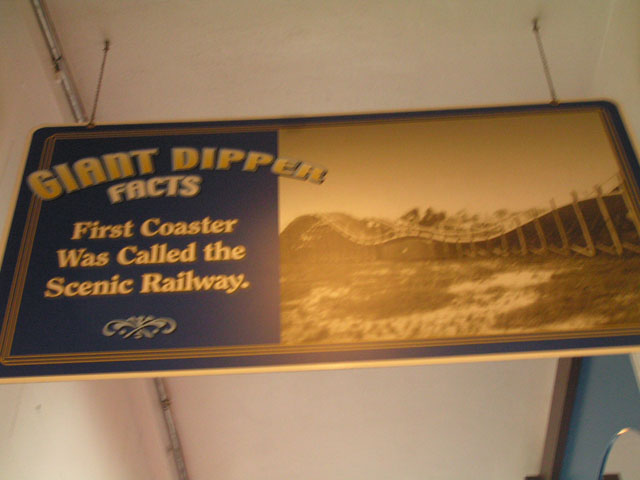 GIANT DIPPER
FACTS
First Coaster
Was Called the
Scenic Railway.